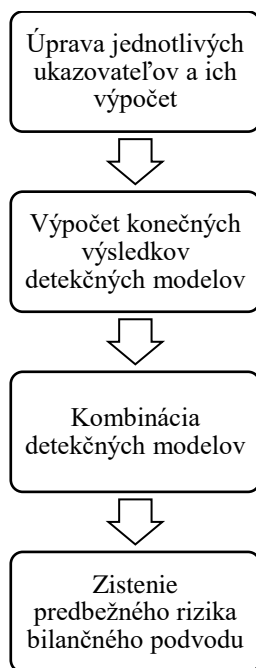 Úprava jednotlivých
ukazovateľov a ich
výpočet
Výpočet konečných
výsledkov
detekčných modelov
Kombinácia
detekčných modelov
Zistenie
predbežného rizika
bilančného podvodu